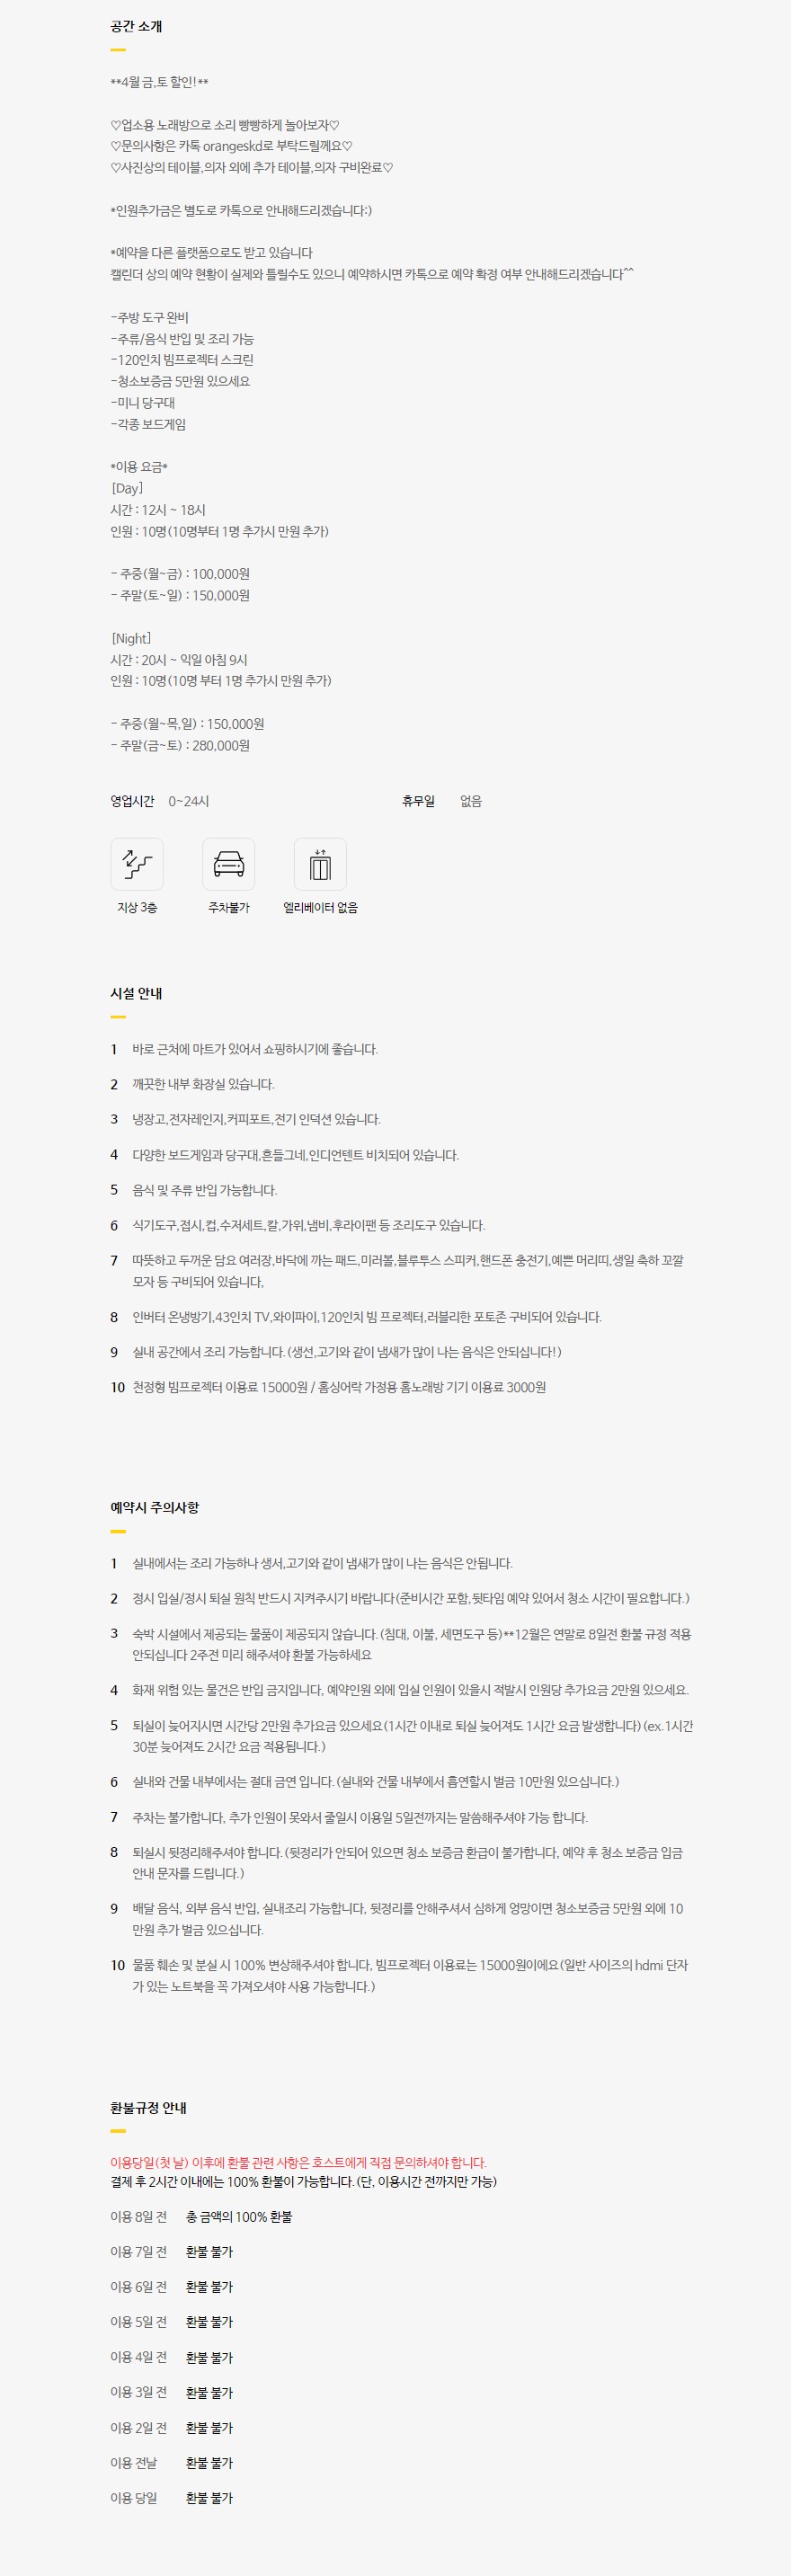 공간 소개
**4월 금,토 할인!**
♡업소용 노래방으로 소리 빵빵하게 놀아보자♡
♡문의사항은 카톡 orangeskd로 부탁드릴께요♡
♡사진상의 테이블,의자 외에 추가 테이블,의자 구비완료♡
*인원추가금은 별도로 카톡으로 안내해드리겠습니다:)
*예약을 다른 플랫폼으로도 받고 있습니다
캘린더 상의 예약 현황이 실제와 틀릴수도 있으니 예약하시면 카톡으로 예약 확정 여부 안내해드리겠습니다^^
-주방 도구 완비
-주류/음식 반입 및 조리 가능
-120인치 빔프로젝터 스크린
-청소보증금 5만원 있으세요
-미니 당구대
-각종 보드게임
*이용 요금*
[Day]
시간 : 12시 ~ 18시
인원 : 10명(10명부터 1명 추가시 만원 추가)
- 주중(월~금) : 100,000원
- 주말(토~일) : 150,000원
[Night]
시간 : 20시 ~ 익일 아침 9시
인원 : 10명(10명 부터 1명 추가시 만원 추가)
- 주중(월~목,일) : 150,000원
- 주말(금~토) : 280,000원
영업시간 0~24시 휴무일 없음
지상 3층 주차불가 엘리베이터 없음
시설 안내
1 바로 근처에 마트가 있어서 쇼핑하시기에 좋습니다.
2 깨끗한 내부 화장실 있습니다.
3 냉장고,전자레인지,커피포트,전기 인덕션 있습니다.
4 다양한 보드게임과 당구대,흔들그네,인디언텐트 비치되어 있습니다.
5 음식 및 주류 반입 가능합니다.
6 식기도구,접시,컵,수저세트,칼,가위,냄비,후라이팬 등 조리도구 있습니다.
7 따뜻하고 두꺼운 담요 여러장,바닥에 까는 패드,미러볼,블루투스 스피커,핸드폰 충전기,예쁜 머리띠,생일 축하 꼬깔
모자 등 구비되어 있습니다,
8 인버터 온냉방기,43인치 TV,와이파이,120인치 빔 프로젝터,러블리한 포토존 구비되어 있습니다.
9 실내 공간에서 조리 가능합니다.(생선,고기와 같이 냄새가 많이 나는 음식은 안되십니다!)
10 천정형 빔프로젝터 이용료 15000원 / 홈싱어락 가정용 홈노래방 기기 이용료 3000원
예약시 주의사항
1 실내에서는 조리 가능하나 생서,고기와 같이 냄새가 많이 나는 음식은 안됩니다.
2 정시 입실/정시 퇴실 원칙 반드시 지켜주시기 바랍니다(준비시간 포함,뒷타임 예약 있어서 청소 시간이 필요합니다.)
3 숙박 시설에서 제공되는 물품이 제공되지 않습니다.(침대, 이불, 세면도구 등)**12월은 연말로 8일전 환불 규정 적용
안되십니다 2주전 미리 해주셔야 환불 가능하세요
4 화재 위험 있는 물건은 반입 금지입니다, 예약인원 외에 입실 인원이 있을시 적발시 인원당 추가요금 2만원 있으세요.
5 퇴실이 늦어지시면 시간당 2만원 추가요금 있으세요(1시간 이내로 퇴실 늦어져도 1시간 요금 발생합니다)(ex.1시간
30분 늦어져도 2시간 요금 적용됩니다.)
6 실내와 건물 내부에서는 절대 금연 입니다.(실내와 건물 내부에서 흡연할시 벌금 10만원 있으십니다.)
7 주차는 불가합니다, 추가 인원이 못와서 줄일시 이용일 5일전까지는 말씀해주셔야 가능 합니다.
8 퇴실시 뒷정리해주셔야 합니다.(뒷정리가 안되어 있으면 청소 보증금 환급이 불가합니다, 예약 후 청소 보증금 입금
안내 문자를 드립니다.)
9 배달 음식, 외부 음식 반입, 실내조리 가능합니다, 뒷정리를 안해주셔서 심하게 엉망이면 청소보증금 5만원 외에 10
만원 추가 벌금 있으십니다.
10 물품 훼손 및 분실 시 100% 변상해주셔야 합니다, 빔프로젝터 이용료는 15000원이에요(일반 사이즈의 hdmi 단자
가 있는 노트북을 꼭 가져오셔야 사용 가능합니다.)
환불규정 안내
이용당일(첫 날) 이후에 환불 관련 사항은 호스트에게 직접 문의하셔야 합니다.
결제 후 2시간 이내에는 100% 환불이 가능합니다.(단, 이용시간 전까지만 가능)
이용 8일 전 총 금액의 100% 환불
이용 7일 전 환불 불가
이용 6일 전 환불 불가
이용 5일 전 환불 불가
이용 4일 전 환불 불가
이용 3일 전 환불 불가
이용 2일 전 환불 불가
이용 전날 환불 불가
이용 당일 환불 불가